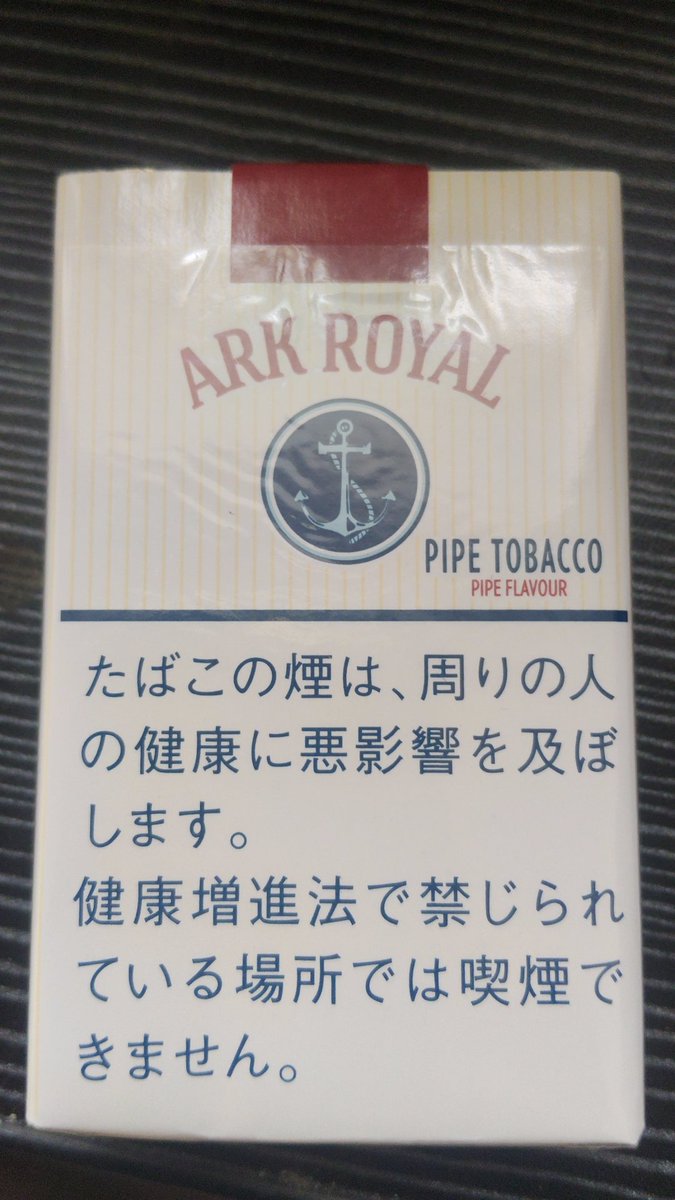 ARK ROYAL
PIPE TOBACCO
PIPE FLAVOUR
たばこの煙は、周りの人
の健康に悪影響を及ぼ
します。
健康増進法で禁じられ
ている場所では喫煙で
きません。